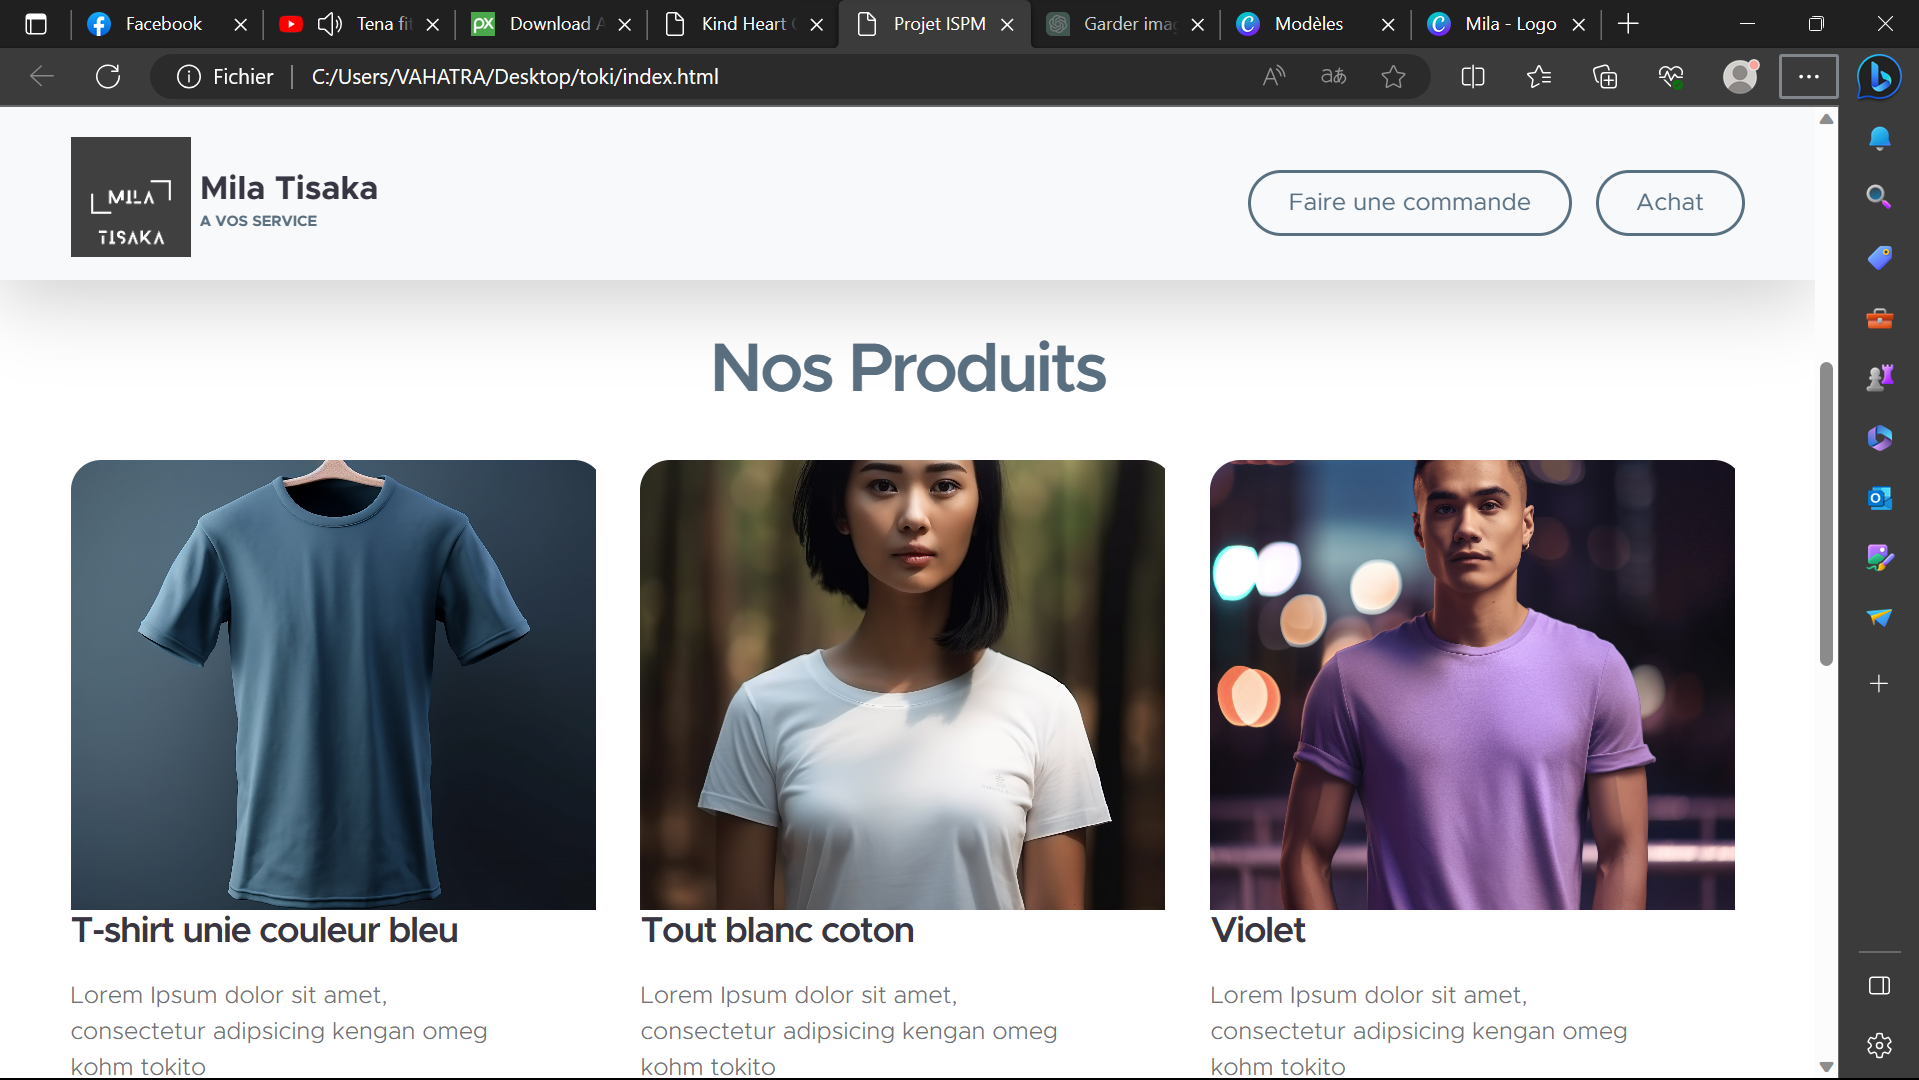 Facebook
Tena fi
Download A
Kind Heart
Projet ISPM
Garder ima
Modèles
Mila - Logo
Fichier
C:/Users/VAHATRA/Desktop/toki/index.html
MILA
TISAKA
Mila Tisaka
A VOS SERVICE
Faire une commande
Achat
Nos Produits
T-shirt unie couleur bleu
Tout blanc coton
Violet
Lorem Ipsum dolor sit amet,
consectetur adipsicing kengan omeg
kohm tokito
Lorem Ipsum dolor sit amet,
consectetur adipsicing kengan omeg
kohm tokito
Lorem Ipsum dolor sit amet,
consectetur adipsicing kengan omeg
kohm tokito